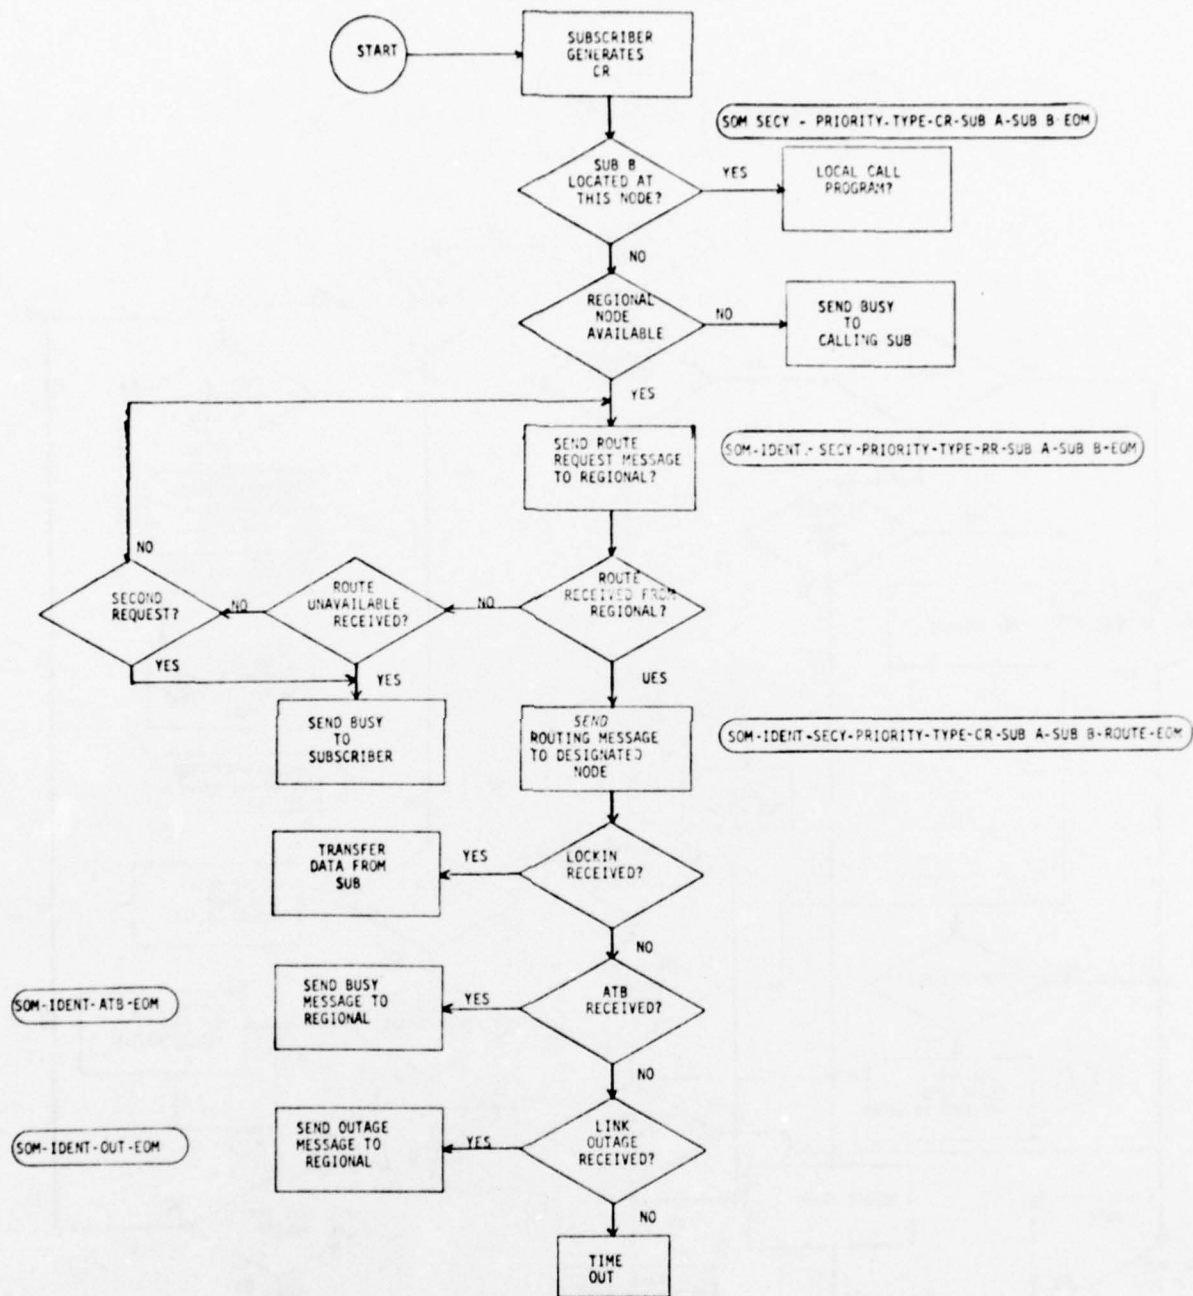 START
SUBSCRIBER
GENERATES
CR
SOM SECY - PRIORITY-TYPE-CR-SUB A-SUB B-EOM
SUB B
LOCATED AT
THIS NODE?
YES
LOCAL CALL
PROGRAM?
NO
REGIONAL
NODE
AVAILABLE
NO
SEND BUSY
TO
CALLING SUB
YES
SEND ROUTE
REQUEST MESSAGE
TO REGIONAL?
SOM-IDENT.- SECY-PRIORITY-TYPE-RR-SUB A-SUB B-EOM
NO
SECOND
REQUEST?
NO
ROUTE
UNAVAILABLE
RECEIVED?
NO
ROUTE
RECEIVED FROM
REGIONAL?
YES
YES
UES
SEND BUSY
TO
SUBSCRIBER
SEND
ROUTING MESSAGE
TO DESIGNATED
NODE
SOM-IDENT-SECY-PRIORITY-TYPE-CR-SUB A-SUB B-ROUTE-EOM
TRANSFER
DATA FROM
SUB
YES
LOCKIN
RECEIVED?
NO
SOM-IDENT-ATB-EOM
SEND BUSY
MESSAGE TO
REGIONAL
YES
ATB
RECEIVED?
NO
SOM-IDENT-OUT-EOM
SEND OUTAGE
MESSAGE TO
REGIONAL
YES
LINK
OUTAGE
RECEIVED?
NO
TIME
OUT